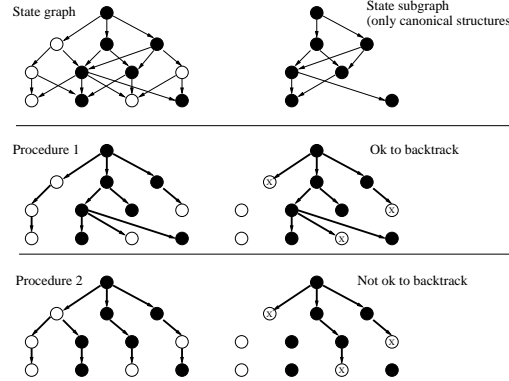 State graph
State subgraph
(only canonical structures
Procedure 1
Ok to backtrack
x
x
x
Procedure 2
Not ok to backtrack
x
x
x